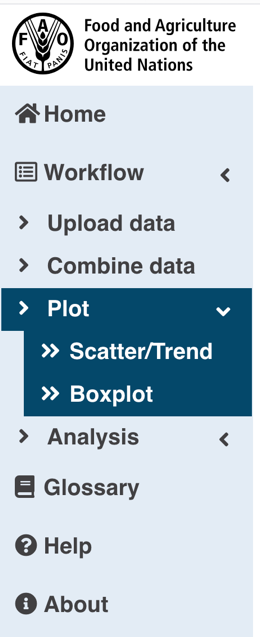 F A O
FIAT PANIS
Food and Agriculture
Organization of the
United Nations
Home
Workflow
Upload data
Combine data
Plot
Scatter/Trend
Boxplot
Analysis
Glossary
Help
About